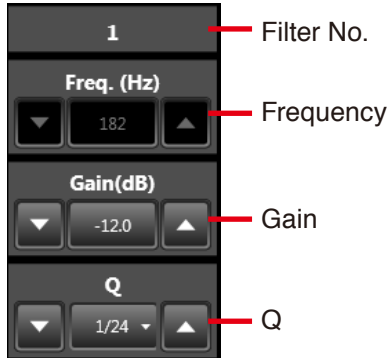 1
Filter No.
Freq. (Hz)
182
Frequency
Gain(dB)
-12.0
Gain
Q
1/24
Q